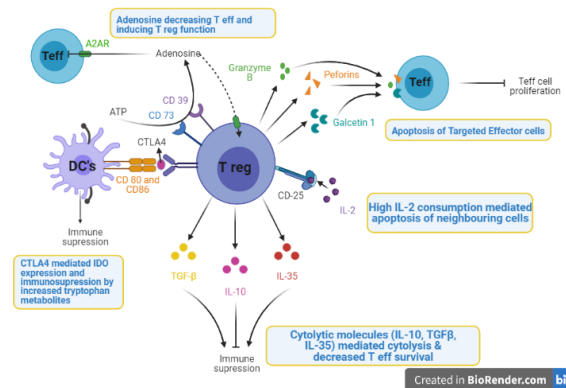 Adenosine decreasing T eff and
inducing T reg function
A2AR
Teff
Adenosine
Granzyme
B
Peforins
Teff
Teff cell
proliferation
CD 39
ATP
CD 73
Galcetin 1
Apoptosis of Targeted Effector cells
CTLA4
DC's
T reg
CD 80 and
CD86
CD-25
IL-2
High IL-2 consumption mediated
apoptosis of neighbouring cells
Immune
supression
CTLA4 mediated IDO
expression and
immunosupression by
increased tryptophan
metabolites
TGF-β
IL-10
IL-35
Cytolytic molecules (IL-10, TGFβ,
IL-35) mediated cytolysis &
decreased T eff survival
Immune
supression
Created in BioRender.com
bi